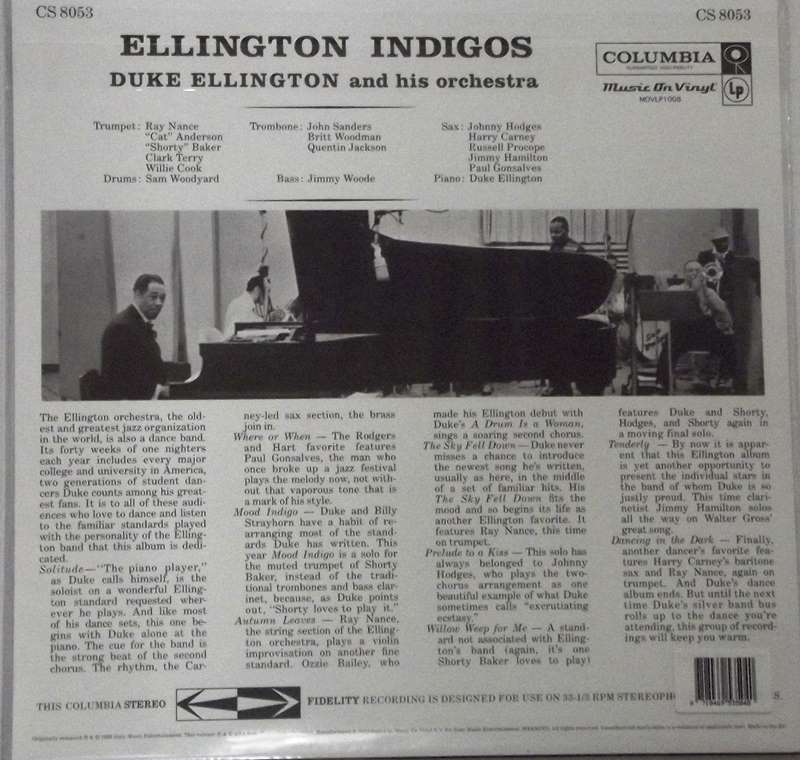 CS 8053
CS 8053
ELLINGTON INDIGOS
DUKE ELLINGTON and his orchestra
COLUMBIA
GUARANTEED HIGH FIDELITY
Music On Vinyl
MOVLP1008
Lp
Trumpet: Ray Nance
"Cat" Anderson
"Shorty" Baker
Clark Terry
Willie Cook
Drums: Sam Woodyard
Trombone: John Sanders
Britt Woodman
Quentin Jackson
Bass: Jimmy Woode
Sax: Johnny Hodges
Harry Carney
Russell Procope
Jimmy Hamilton
Paul Gonsalves
Piano: Duke Ellington
The Ellington orchestra, the old-
est and greatest jazz organization
in the world, is also a dance band.
Its forty weeks of one nighters
each year includes every major
college and university in America,
two generations of student dan-
cers Duke counts among his great-
est fans. It is to all of these audi-
ences who love to dance and listen
to the familiar standards played
with the personality of the Elling-
ton band that this album is dedi-
cated.
Solitude—"The piano player,"
as Duke calls himself, is the
soloist on a wonderful Elling-
ton standard requested wher-
ever he plays. And like most
of his dance sets, this one be-
gins with Duke alone at the
piano. The cue for the band is
the strong beat of the second
chorus. The rhythm, the Car-
ney-led sax section, the brass
join in.
Where or When — The Rodgers
and Hart favorite features
Paul Gonsalves, the man who
once broke up a jazz festival
plays the melody now, not with-
out that vaporous tone that is
a mark of his style.
Mood Indigo — Duke and Billy
Strayhorn have a habit of re-
arranging most of the stand-
ards Duke has written. This
year Mood Indigo is a solo for
the muted trumpet of Shorty
Baker, instead of the tradi-
tional trombones and bass clar-
inet, because, as Duke points
out, "Shorty loves to play it."
Autumn Leaves — Ray Nance,
the string section of the Elling-
ton orchestra, plays a violin
improvisation on another fine
standard. Ozzie Bailey, who
made his Ellington debut with
Duke's A Drum Is a Woman,
sings a soaring second chorus.
The Sky Fell Down — Duke never
misses a chance to introduce
the newest song he's written,
usually as here, in the middle
of a set of familiar hits. His
The Sky Fell Down fits the
mood and so begins its life as
another Ellington favorite. It
features Ray Nance, this time
on trumpet.
Prelude to a Kiss — This solo has
always belonged to Johnny
Hodges, who plays the two-
chorus arrangement as one
beautiful example of what Duke
sometimes calls "exerutiating
ecstasy."
Willow Weep for Me — A stand-
ard not associated with Elling-
ton's band (again, it's one
Shorty Baker loves to play)
features Duke and Shorty,
Hodges, and Shorty again in
a moving final solo.
Tenderly — By now it is appar-
ent that this Ellington album
is yet another opportunity to
present the individual stars in
the band of whom Duke is so
justly proud. This time clari-
netist Jimmy Hamilton solos
all the way on Walter Gross'
great song.
Dancing in the Dark — Finally,
another dancer's favorite fea-
tures Harry Carney's baritone
sax and Ray Nance, again on
trumpet. And Duke's dance
album ends. But until the next
time Duke's silver band bus
rolls up to the dance you're
attending, this group of record-
ings will keep you warm.
THIS COLUMBIA STEREO FIDELITY RECORDING IS DESIGNED FOR USE ON 33-1/3 RPM STEREOPH S.